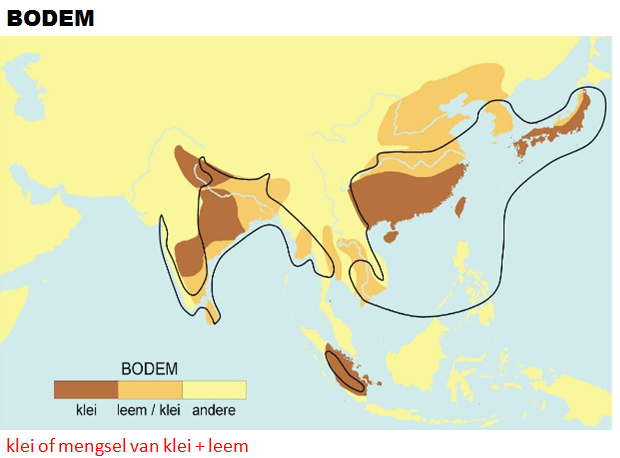 BODEM
BODEM
klei leem / klei andere
klei of mengsel van klei + leem